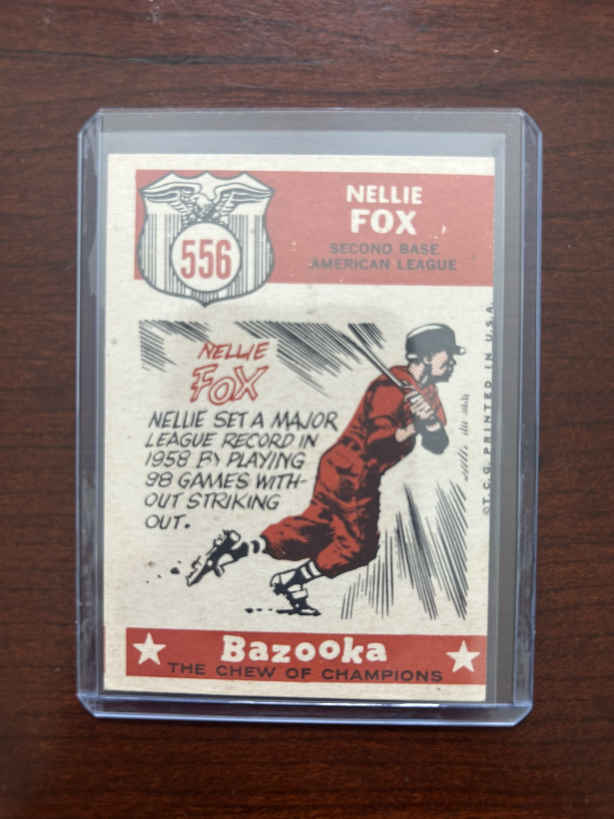 556
NELLIE
FOX
SECOND BASE
AMERICAN LEAGUE
NELLIE
FOX
NELLIE SET A MAJOR
LEAGUE RECORD IN
1958 BY PLAYING
98 GAMES WITH-
OUT STRIKING
OUT.
©T.C.G. PRINTED IN U.S.A.
Bazooka
THE CHEW OF CHAMPIONS